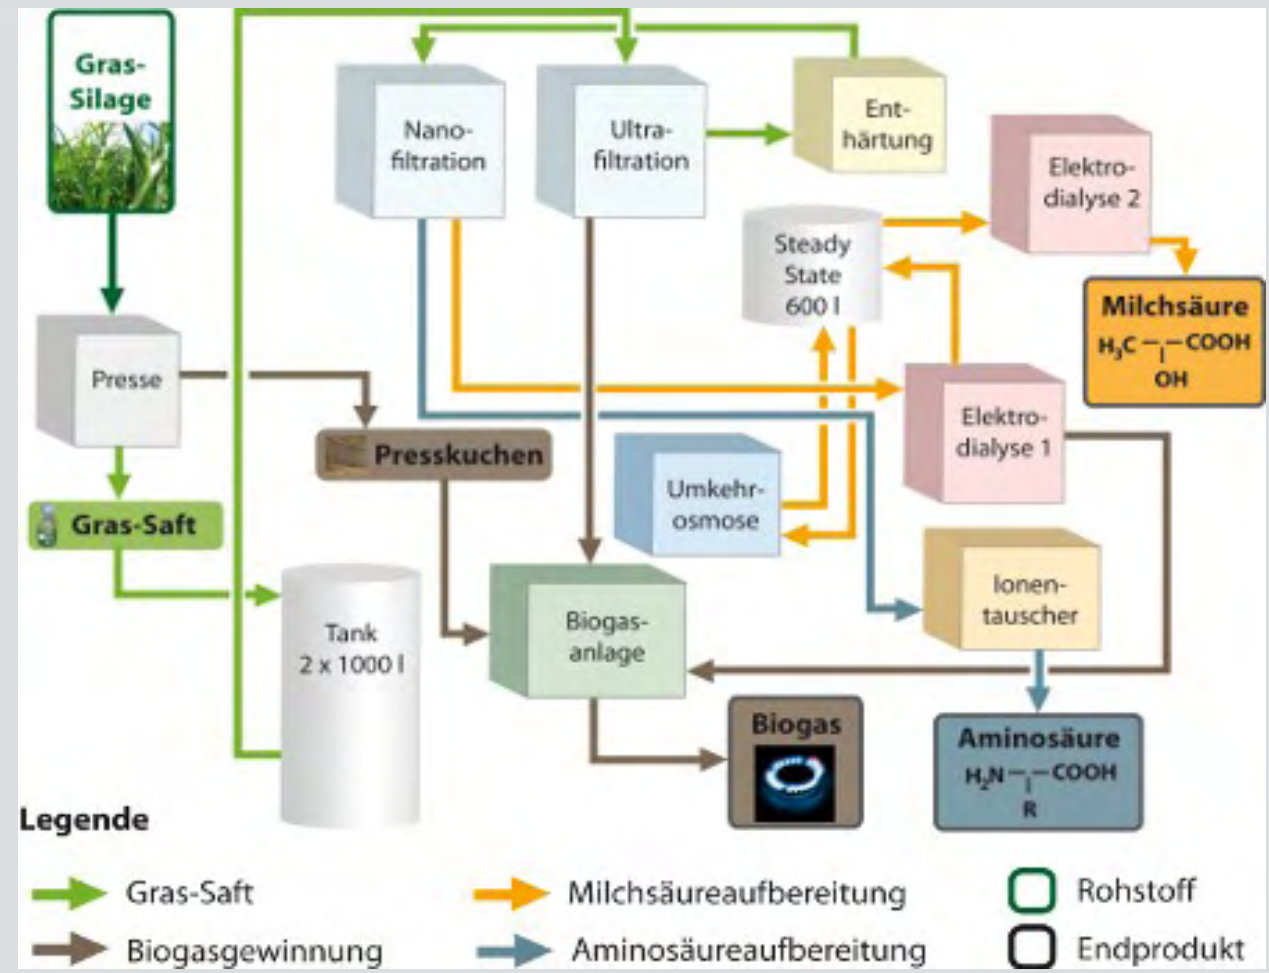 Gras-
Silage
Nano-
filtration
Ultra-
filtration
Ent-
härtung
Elektro-
dialyse 2
Steady
State
600 l
Milchsäure
H₃C
COOH
OH
Presse
Elektro-
dialyse 1
Presskuchen
Umkehr-
osmose
Gras-Saft
Ionen-
tauscher
Tank
2 x 1000 l
Biogas-
anlage
Biogas
Aminosäure
H₂N
COOH
R
Legende
Gras-Saft
Milchsäureaufbereitung
Rohstoff
Biogasgewinnung
Aminosäureaufbereitung
Endprodukt